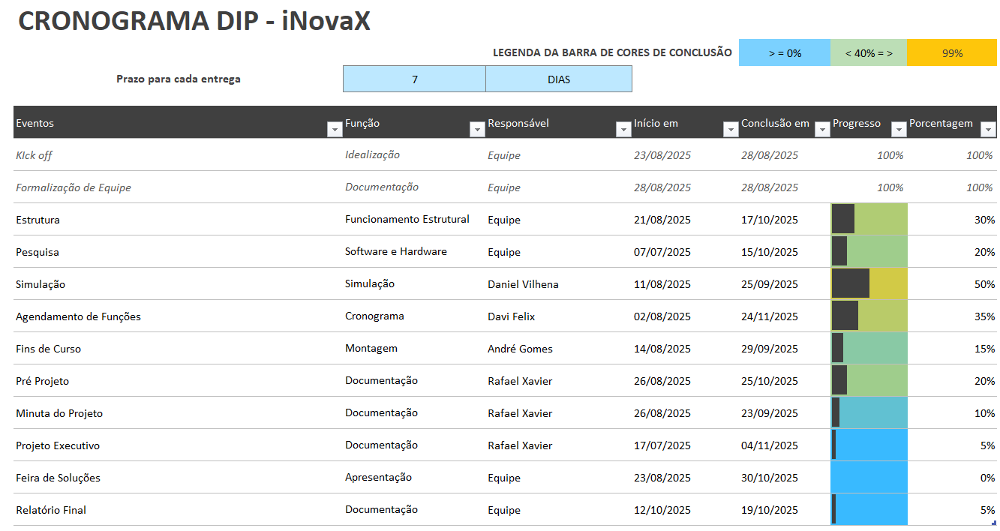 CRONOGRAMA DIP - iNovaX
LEGENDA DA BARRA DE CORES DE CONCLUSÃO > = 0% < 40% = > 99%
Prazo para cada entrega 7 DIAS
Eventos Função Responsável Início em Conclusão em Progresso Porcentagem
KIck off Idealização Equipe 23/08/2025 28/08/2025 100% 100%
Formalização de Equipe Documentação Equipe 28/08/2025 28/08/2025 100% 100%
Estrutura Funcionamento Estrutural Equipe 21/08/2025 17/10/2025 30%
Pesquisa Software e Hardware Equipe 07/07/2025 15/10/2025 20%
Simulação Simulação Daniel Vilhena 11/08/2025 25/09/2025 50%
Agendamento de Funções Cronograma Davi Felix 02/08/2025 24/11/2025 35%
Fins de Curso Montagem André Gomes 14/08/2025 29/09/2025 15%
Pré Projeto Documentação Rafael Xavier 26/08/2025 25/10/2025 20%
Minuta do Projeto Documentação Rafael Xavier 26/08/2025 23/09/2025 10%
Projeto Executivo Documentação Rafael Xavier 17/07/2025 04/11/2025 5%
Feira de Soluções Apresentação Equipe 23/08/2025 30/10/2025 0%
Relatório Final Documentação Equipe 12/10/2025 19/10/2025 5%